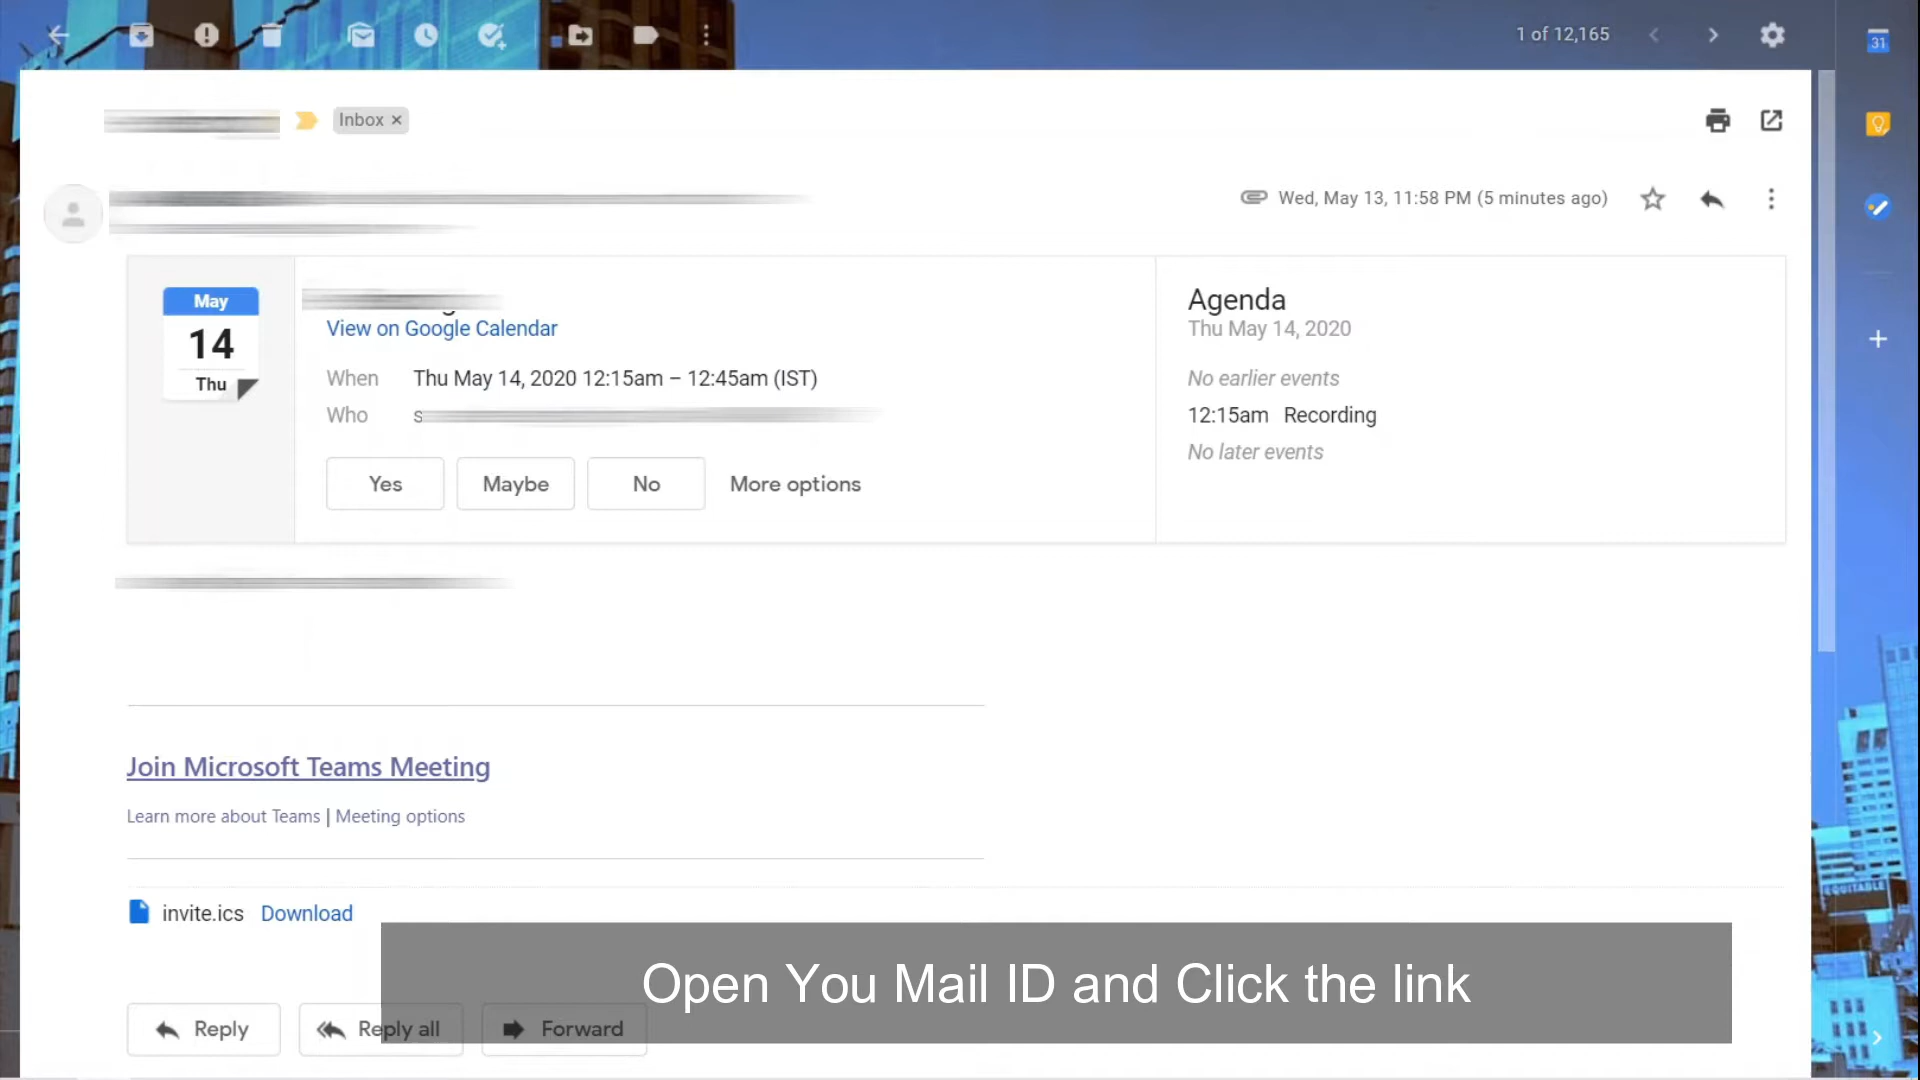 1 of 12,165
31
Inbox ×
Wed, May 13, 11:58 PM (5 minutes ago)
May
14
Thu
View on Google Calendar
When Thu May 14, 2020 12:15am – 12:45am (IST)
Who s
Yes
Maybe
No
More options
Agenda
Thu May 14, 2020
No earlier events
12:15am Recording
No later events
Join Microsoft Teams Meeting
Learn more about Teams | Meeting options
invite.ics Download
Open You Mail ID and Click the link
Reply
Reply all
Forward
EQUITABLE